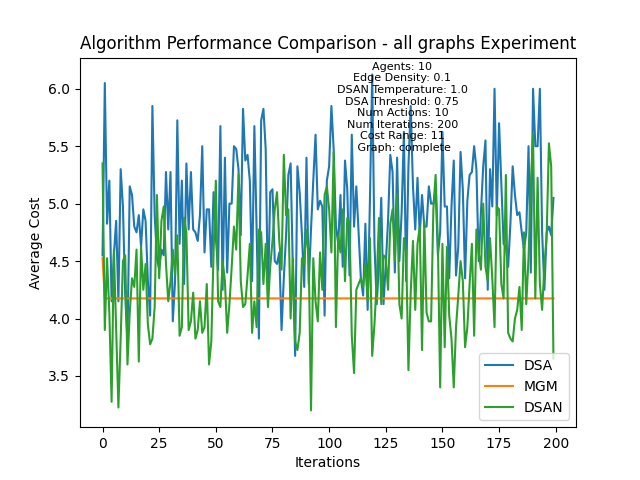 Algorithm Performance Comparison - all graphs Experiment
Agents: 10
Edge Density: 0.1
DSAN Temperature: 1.0
DSA Threshold: 0.75
Num Actions: 10
Num Iterations: 200
Cost Range: 11
Graph: complete
Average Cost
6.0
5.5
5.0
4.5
4.0
3.5
0
25
50
75
100
125
150
175
200
Iterations
DSA
MGM
DSAN